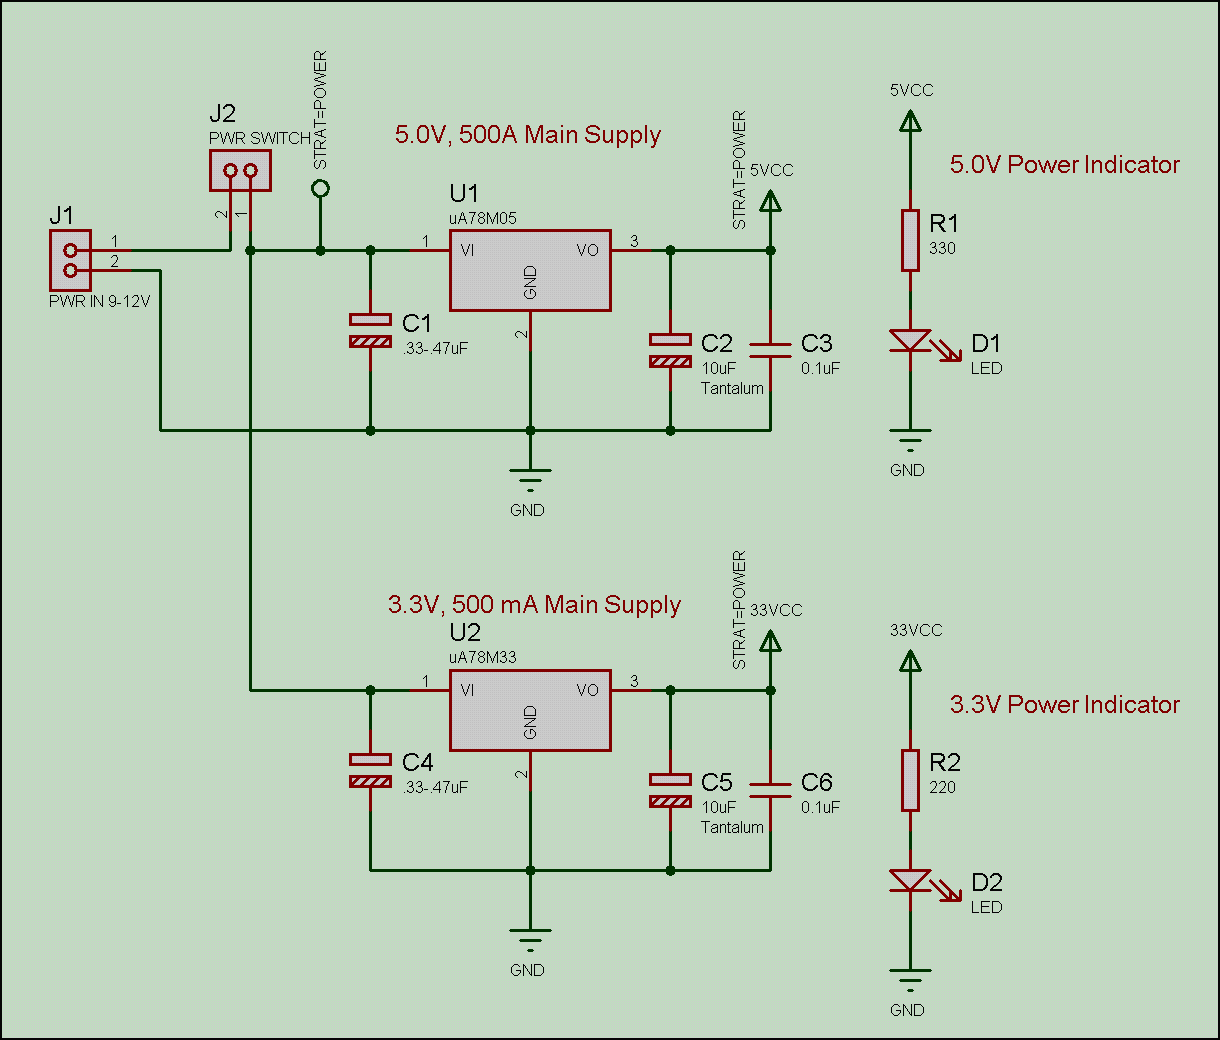 J2
PWR SWITCH
2
1
STRAT=POWER
5.0V, 500A Main Supply
J1
1
2
PWR IN 9-12V
U1
uA78M05
1
VI
VO
3
GND
2
C1
.33-.47uF
STRAT=POWER
5VCC
C2
10uF
Tantalum
C3
0.1uF
GND
5VCC
5.0V Power Indicator
R1
330
D1
LED
GND
3.3V, 500 mA Main Supply
U2
uA78M33
1
VI
VO
3
GND
2
C4
.33-.47uF
STRAT=POWER
33VCC
C5
10uF
Tantalum
C6
0.1uF
GND
33VCC
3.3V Power Indicator
R2
220
D2
LED
GND